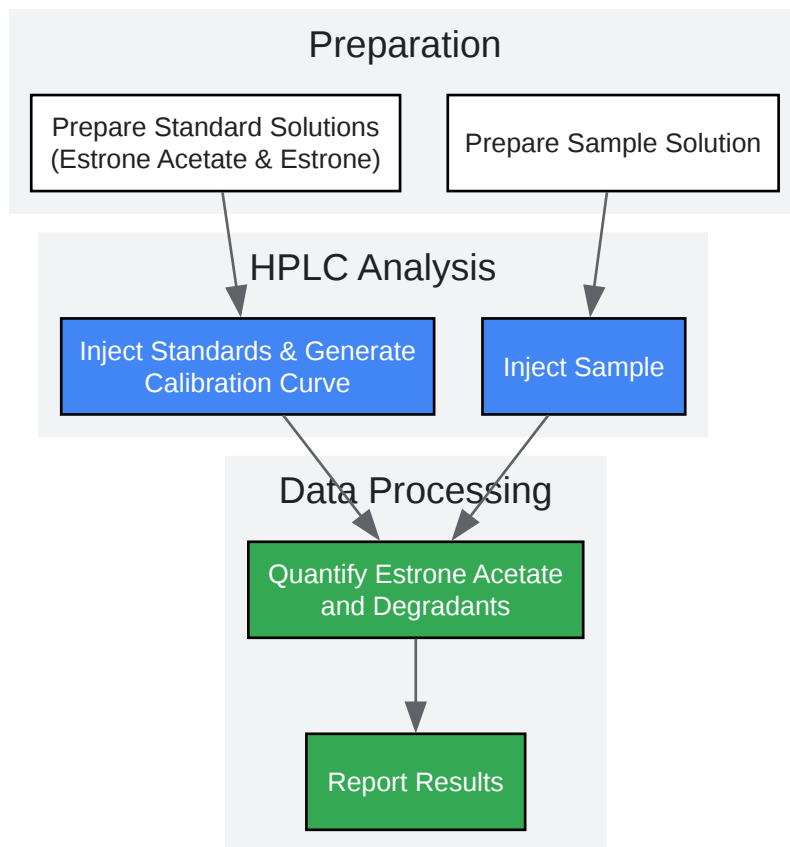 Preparation
Prepare Standard Solutions
(Estrone Acetate & Estrone)
Prepare Sample Solution
HPLC Analysis
Inject Standards & Generate
Calibration Curve
Inject Sample
Data Processing
Quantify Estrone Acetate
and Degradants
Report Results